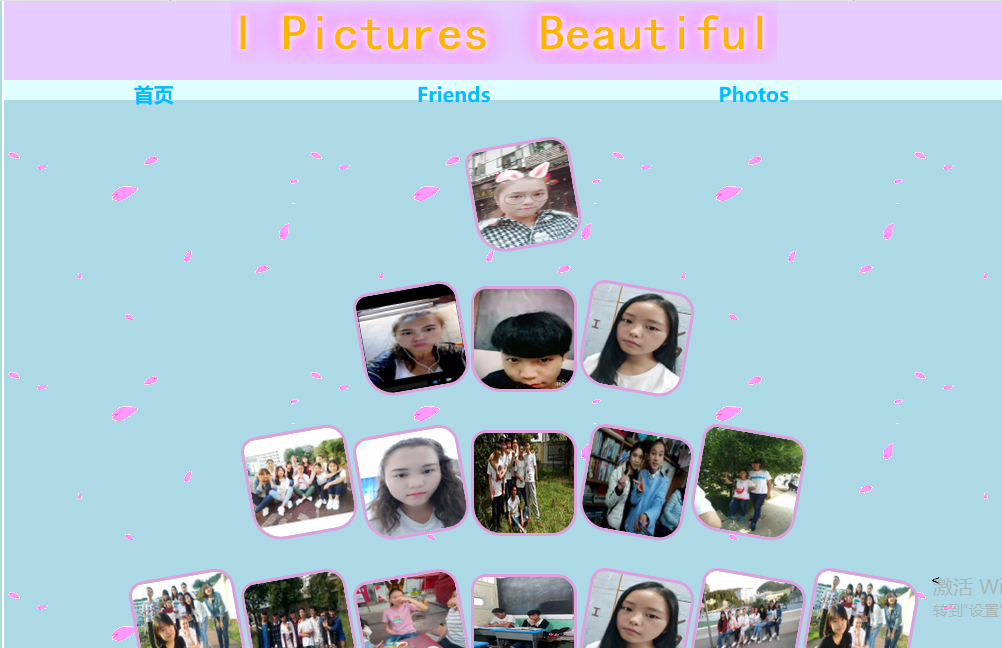 I Pictures Beautiful
首页 Friends Photos
I
I
<
激活 Wi
转到"设置"